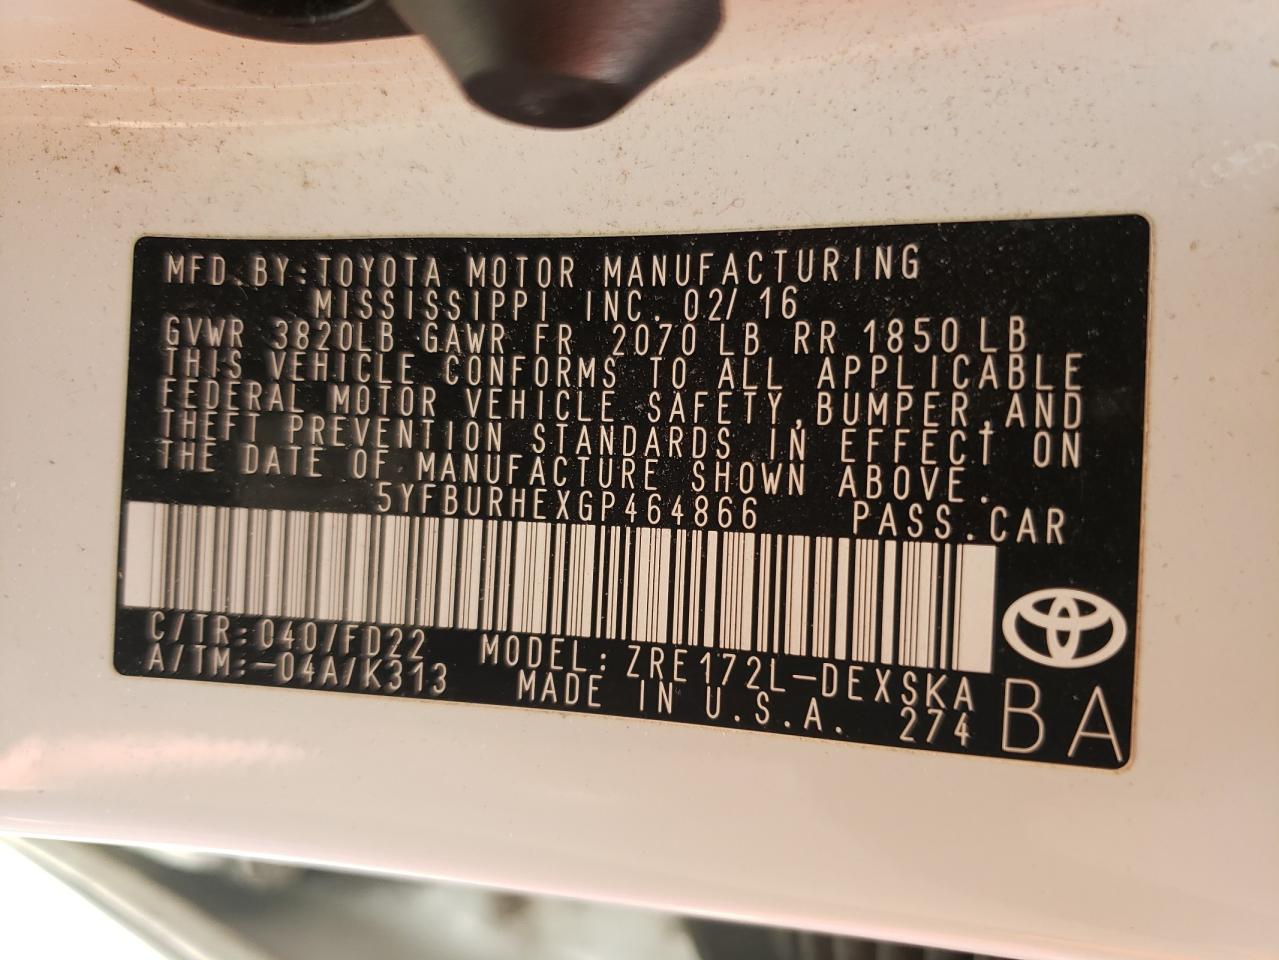 MFD.BY:TOYOTA MOTOR MANUFACTURING
MISSISSIPPI INC. 02/16
GVWR 3820LB GAWR FR 2070 LB RR 1850 LB
THIS VEHICLE CONFORMS TO ALL APPLICABLE
FEDERAL MOTOR VEHICLE SAFETY,BUMPER,AND
THEFT PREVENTION STANDARDS IN EFFECT ON
THE DATE OF MANUFACTURE SHOWN ABOVE.
5YFBURHEXGP464866 PASS.CAR
C/TR:040/FD22 MODEL: ZRE172L-DEXSKA
A/TM:-04A/K313 MADE IN U.S.A. 274
BA